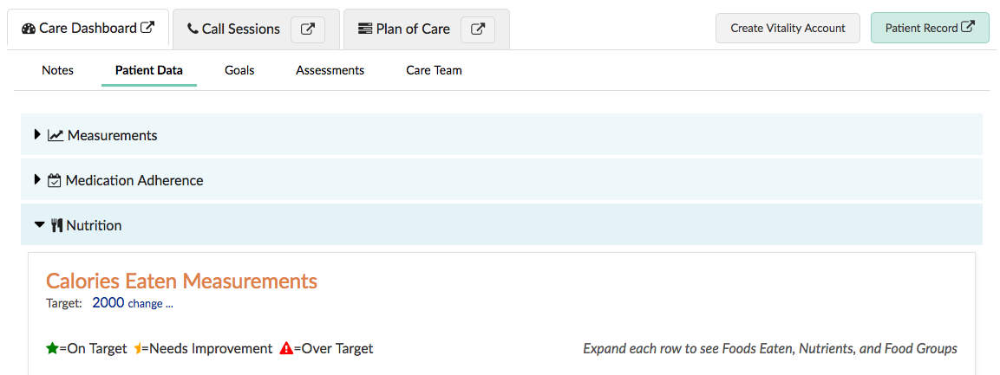 Care Dashboard Call Sessions Plan of Care Create Vitality Account Patient Record
Notes Patient Data Goals Assessments Care Team
Measurements
Medication Adherence
Nutrition
Calories Eaten Measurements
Target: 2000 change ...
=On Target =Needs Improvement =Over Target Expand each row to see Foods Eaten, Nutrients, and Food Groups